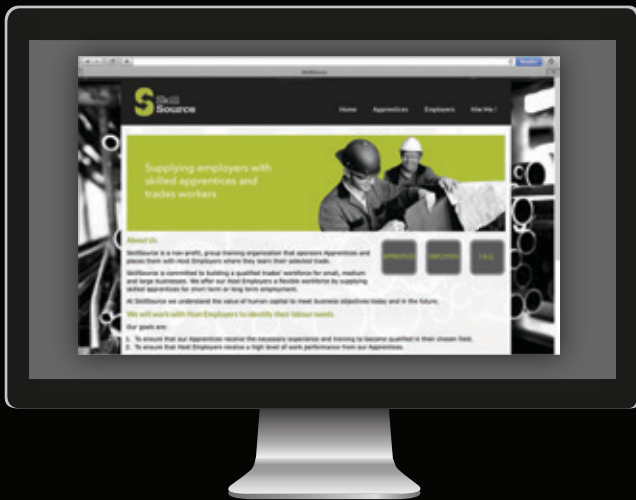 SkillSource
Skill
Source
Home Apprentices Employers Hire Me!
Supplying employers with
skilled apprentices and
trades workers
About Us
SkillSource is a non-profit, group training organization that sponsors Apprentices and
places them with Host Employers where they learn their selected trade.
SkillSource is committed to building a qualified trades' workforce for small, medium
and large businesses. We offer our Host Employers a flexible workforce by supplying
skilled apprentices for short term or long term employment.
APPRENTICES EMPLOYERS F.A.Q.
At SkillSource we understand the value of human capital to meet business objectives today and in the future.
We will work with Host Employers to identify their labour needs.
Our goals are:
1. To ensure that our Apprentices receive the necessary experience and training to become qualified in their chosen field.
2. To ensure that Host Employers receive a high level of work performance from our Apprentices.